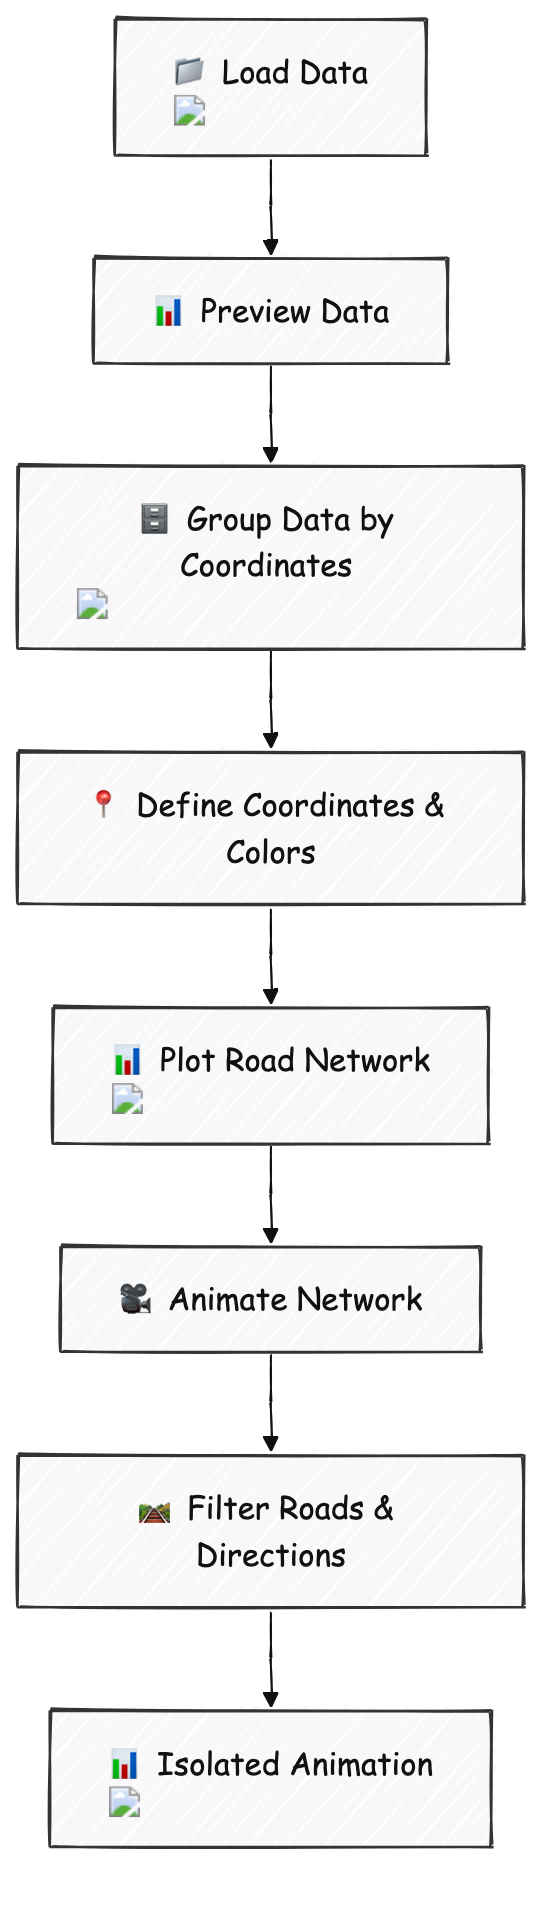 Load Data
Preview Data
Group Data by
Coordinates
Define Coordinates &
Colors
Plot Road Network
Animate Network
Filter Roads &
Directions
Isolated Animation